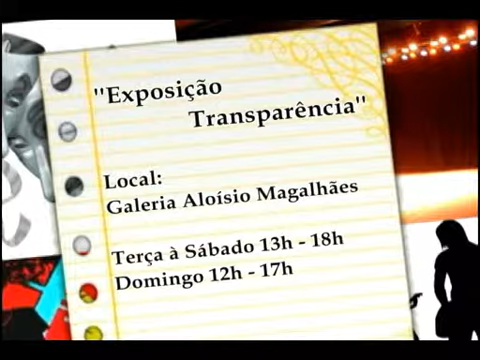 "Exposição
Transparência"
Local:
Galeria Aloísio Magalhães
Terça à Sábado 13h - 18h
Domingo 12h - 17h